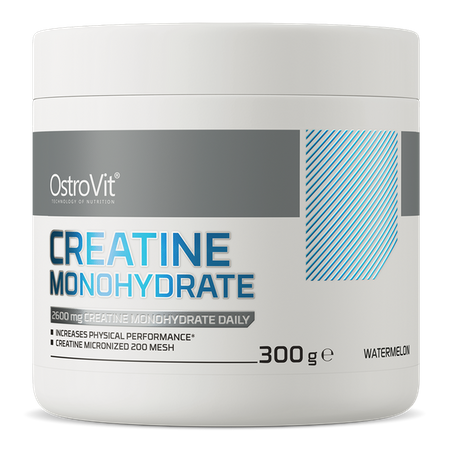 OstroVit®
TECHNOLOGY OF NUTRITION
CREATINE
MONOHYDRATE
2600 mg CREATINE MONOHYDRATE DAILY
▪ INCREASES PHYSICAL PERFORMANCE*
▪ CREATINE MICRONIZED 200 MESH
300 g ℮
WATERMELON